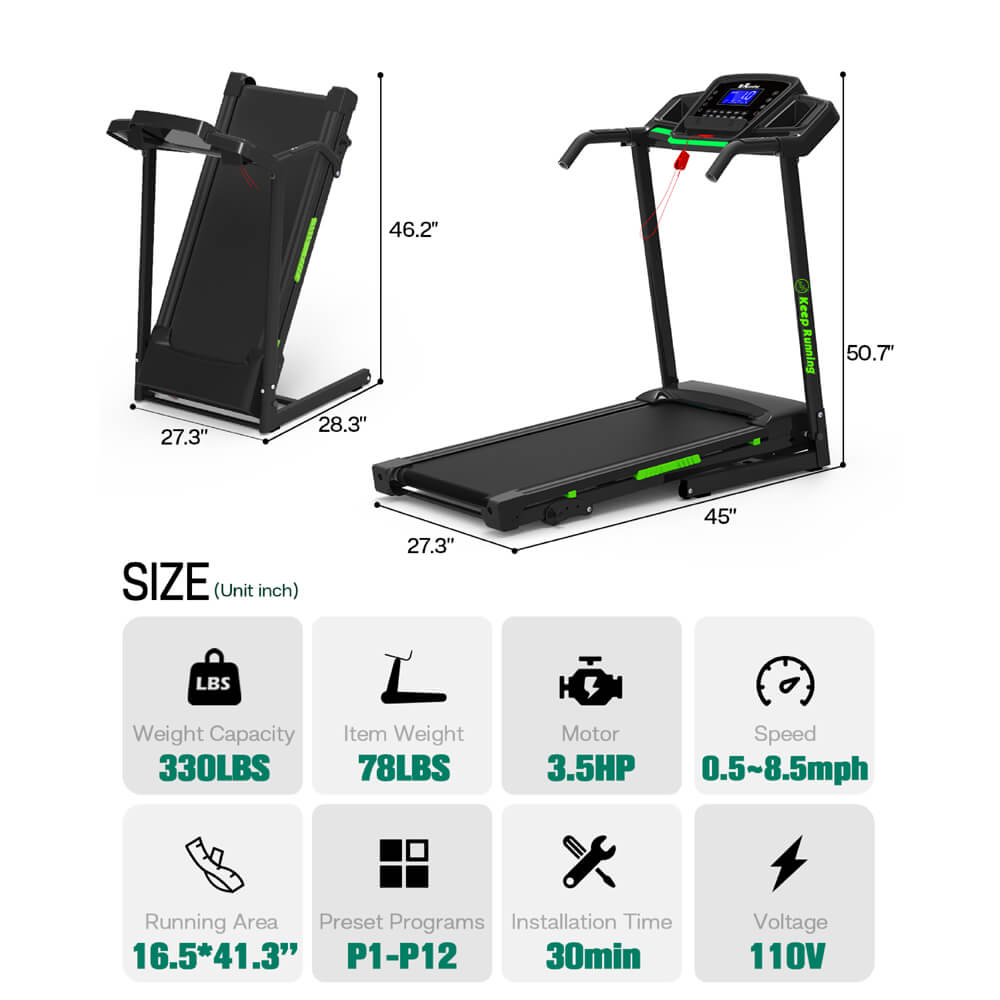 46.2"
27.3"
28.3"
Keep Running
50.7"
27.3"
45"
SIZE (Unit inch)
LBS
Weight Capacity
330LBS
Item Weight
78LBS
Motor
3.5HP
Speed
0.5~8.5mph
Running Area
16.5*41.3”
Preset Programs
P1-P12
Installation Time
30min
Voltage
110V